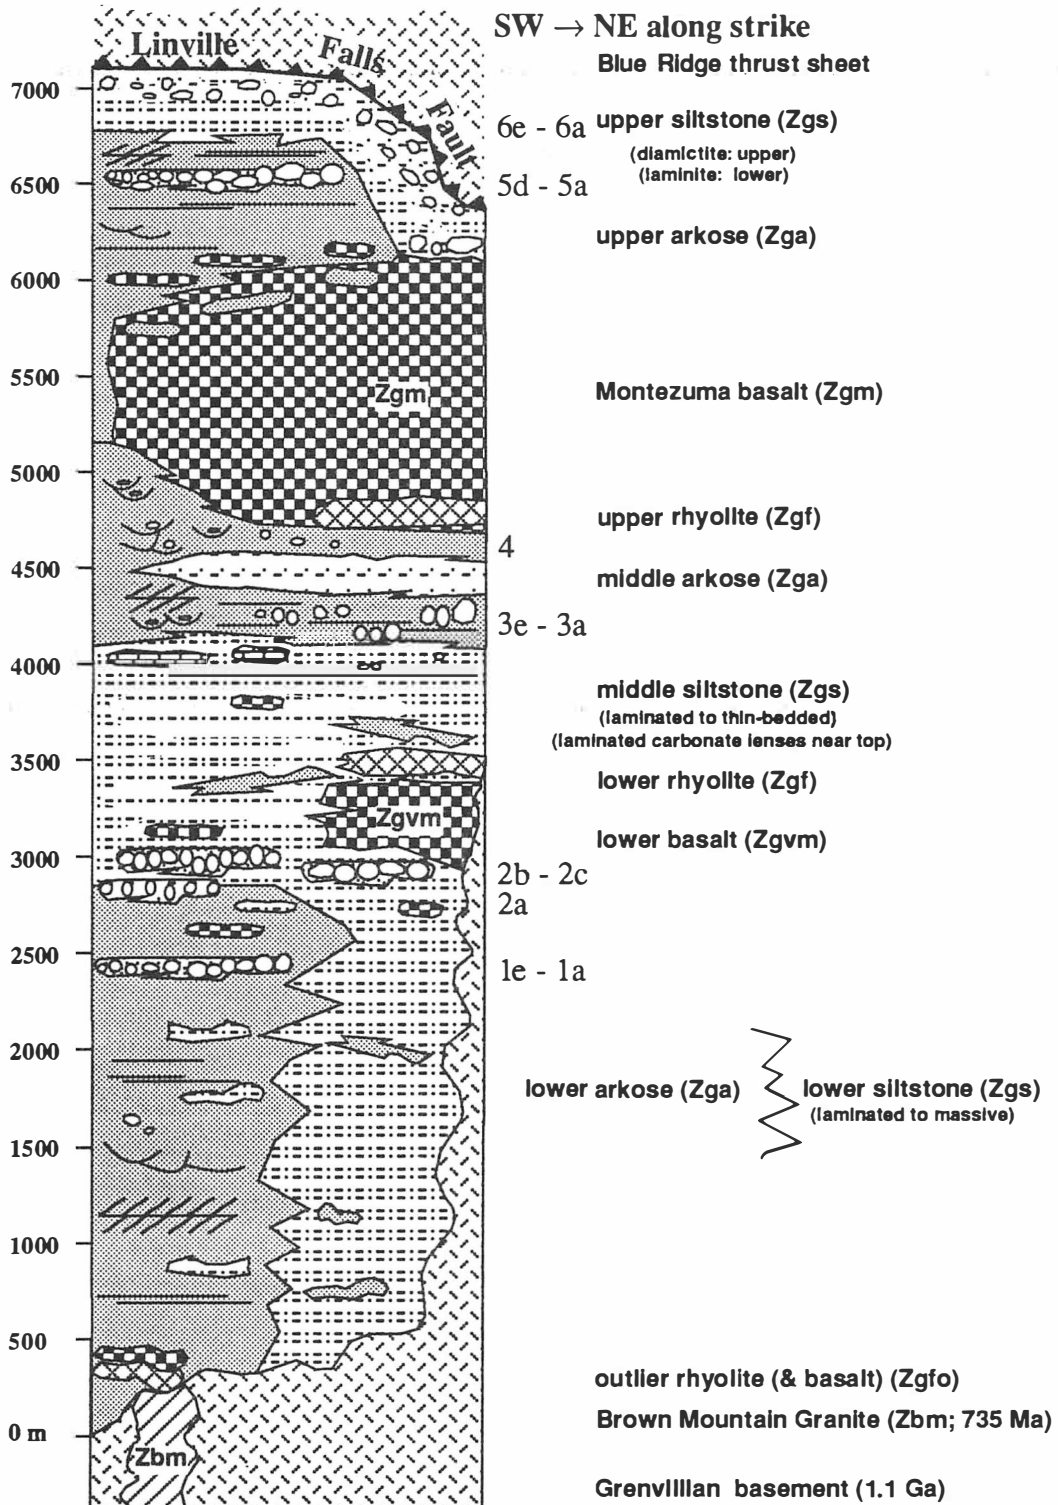 SW → NE along strike
Linville Falls Fault
Blue Ridge thrust sheet
7000
6e - 6a upper siltstone (Zgs)
(diamictite: upper)
(laminite: lower)
6500
5d - 5a
upper arkose (Zga)
6000
5500
Zgm
Montezuma basalt (Zgm)
5000
upper rhyolite (Zgf)
4
4500
middle arkose (Zga)
3e - 3a
4000
middle siltstone (Zgs)
(laminated to thin-bedded)
(laminated carbonate lenses near top)
3500
lower rhyolite (Zgf)
Zgvm
lower basalt (Zgvm)
3000
2b - 2c
2a
2500
1e - 1a
2000
lower arkose (Zga)
lower siltstone (Zgs)
(laminated to massive)
1500
1000
500
outlier rhyolite (& basalt) (Zgfo)
Brown Mountain Granite (Zbm; 735 Ma)
0 m
Zbm
Grenvillian basement (1.1 Ga)